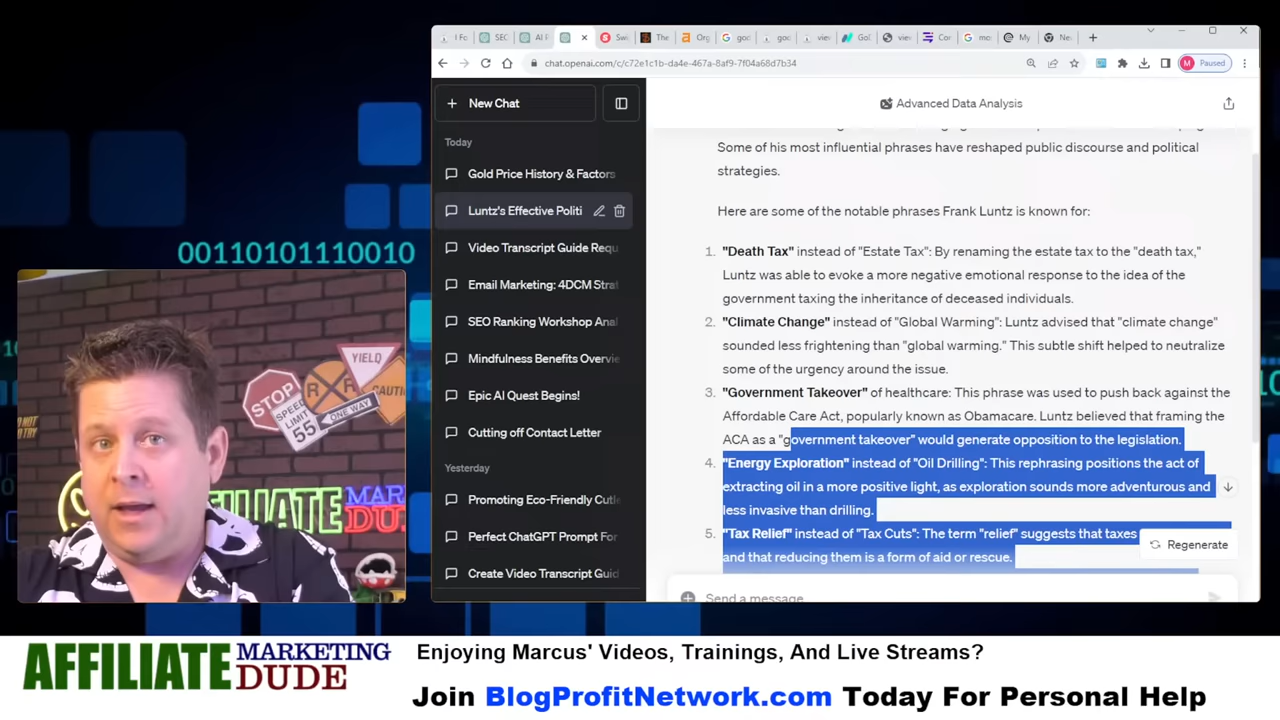 00110101110010
YIELD
STOP
SPEED
LIMIT
55
ONE WAY
CAUTION
AFFILIATE
MAR
DU
chat.openai.com/c/c72e1c1b-da4e-467a-8af9-7f04a68d7b34
Paused
New Chat
Today
Gold Price History & Factors
Luntz's Effective Politi
Video Transcript Guide Requ
Email Marketing: 4DCM Strat
SEO Ranking Workshop Anal
Mindfulness Benefits Overvie
Epic AI Quest Begins!
Cutting off Contact Letter
Yesterday
Promoting Eco-Friendly Cutle
Perfect ChatGPT Prompt For
Create Video Transcript Guid
Advanced Data Analysis
Some of his most influential phrases have reshaped public discourse and political
strategies.
Here are some of the notable phrases Frank Luntz is known for:
1. "Death Tax" instead of "Estate Tax": By renaming the estate tax to the "death tax,"
Luntz was able to evoke a more negative emotional response to the idea of the
government taxing the inheritance of deceased individuals.
2. "Climate Change" instead of "Global Warming": Luntz advised that "climate change"
sounded less frightening than "global warming." This subtle shift helped to neutralize
some of the urgency around the issue.
3. "Government Takeover" of healthcare: This phrase was used to push back against the
Affordable Care Act, popularly known as Obamacare. Luntz believed that framing the
ACA as a "government takeover" would generate opposition to the legislation.
4. "Energy Exploration" instead of "Oil Drilling": This rephrasing positions the act of
extracting oil in a more positive light, as exploration sounds more adventurous and
less invasive than drilling.
5. "Tax Relief" instead of "Tax Cuts": The term "relief" suggests that taxes
and that reducing them is a form of aid or rescue.
Regenerate
Send a message
AFFILIATE MARKETING DUDE
Enjoying Marcus' Videos, Trainings, And Live Streams?
Join BlogProfitNetwork.com Today For Personal Help